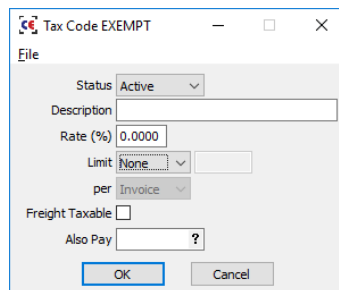 Tax Code EXEMPT
File
Status Active
Description
Rate (%) 0.0000
Limit None
per Invoice
Freight Taxable
Also Pay ?
OK Cancel